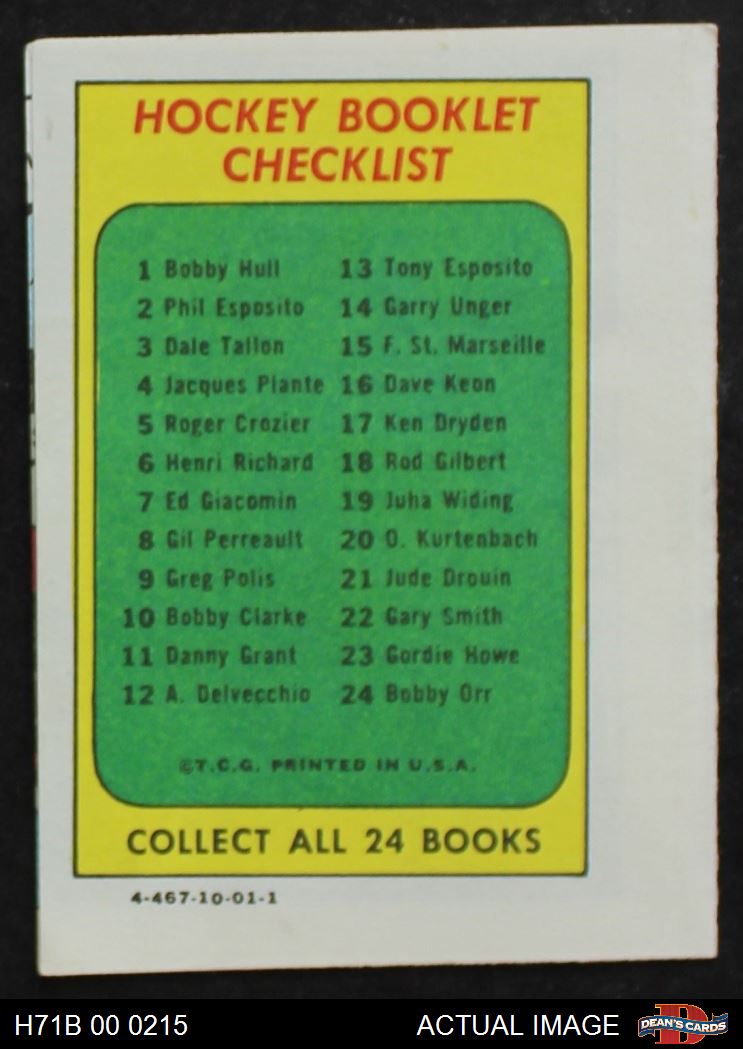 HOCKEY BOOKLET
CHECKLIST
1 Bobby Hull
2 Phil Esposito
3 Dale Tallon
4 Jacques Plante
5 Roger Crozier
6 Henri Richard
7 Ed Giacomin
8 Gil Perreault
9 Greg Polis
10 Bobby Clarke
11 Danny Grant
12 A. Delvecchio
13 Tony Esposito
14 Garry Unger
15 F. St. Marseille
16 Dave Keon
17 Ken Dryden
18 Rod Gilbert
19 Juha Widing
20 O. Kurtenbach
21 Jude Drouin
22 Gary Smith
23 Gordie Howe
24 Bobby Orr
©T.C.G. PRINTED IN U.S.A.
COLLECT ALL 24 BOOKS
4-467-10-01-1
H71B 00 0215
ACTUAL IMAGE
DEAN'S CARDS